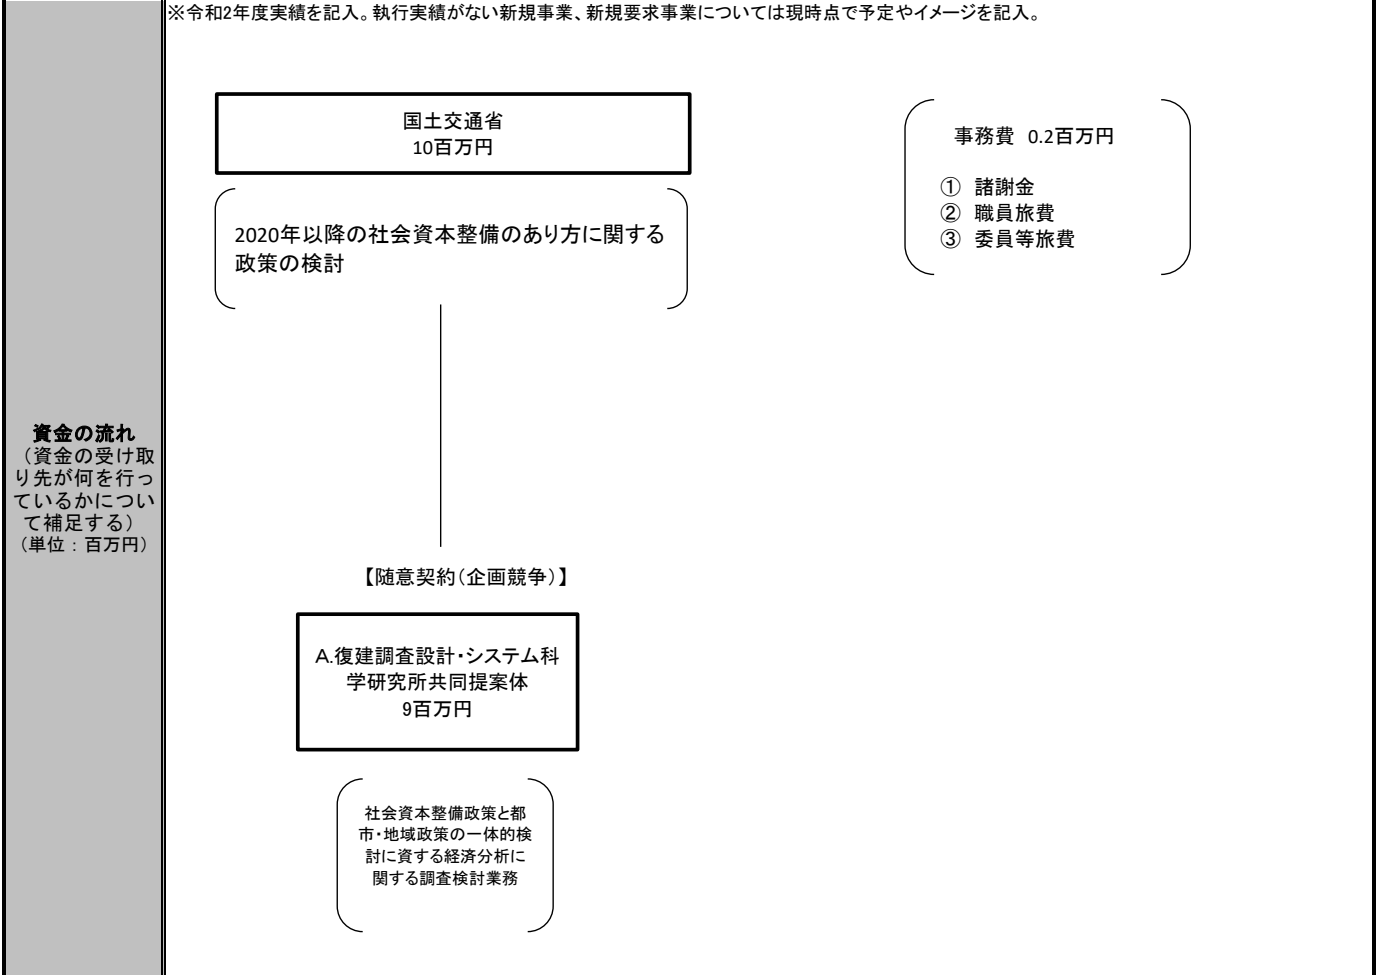 ※令和2年度実績を記入。執行実績がない新規事業、新規要求事業については現時点で予定やイメージを記入。
国土交通省
10百万円
2020年以降の社会資本整備のあり方に関する
政策の検討
事務費 0.2百万円
① 諸謝金
② 職員旅費
③ 委員等旅費
資金の流れ
（資金の受け取
り先が何を行っ
ているかについ
て補足する）
（単位：百万円）
【随意契約（企画競争）】
A.復建調査設計・システム科
学研究所共同提案体
9百万円
社会資本整備政策と都
市・地域政策の一体的検
討に資する経済分析に
関する調査検討業務